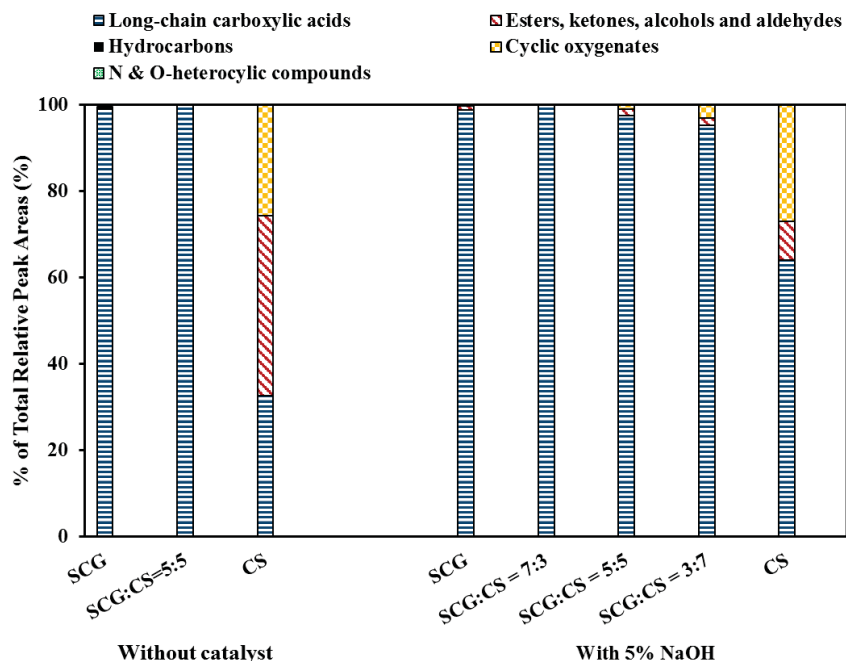 Long-chain carboxylic acids
Esters, ketones, alcohols and aldehydes
Hydrocarbons
Cyclic oxygenates
N & O-heterocylic compounds
% of Total Relative Peak Areas (%)
100
80
60
40
20
0
SCG
SCG:CS=5:5
CS
SCG
SCG:CS = 7:3
SCG:CS = 5:5
SCG:CS = 3:7
CS
Without catalyst
With 5% NaOH